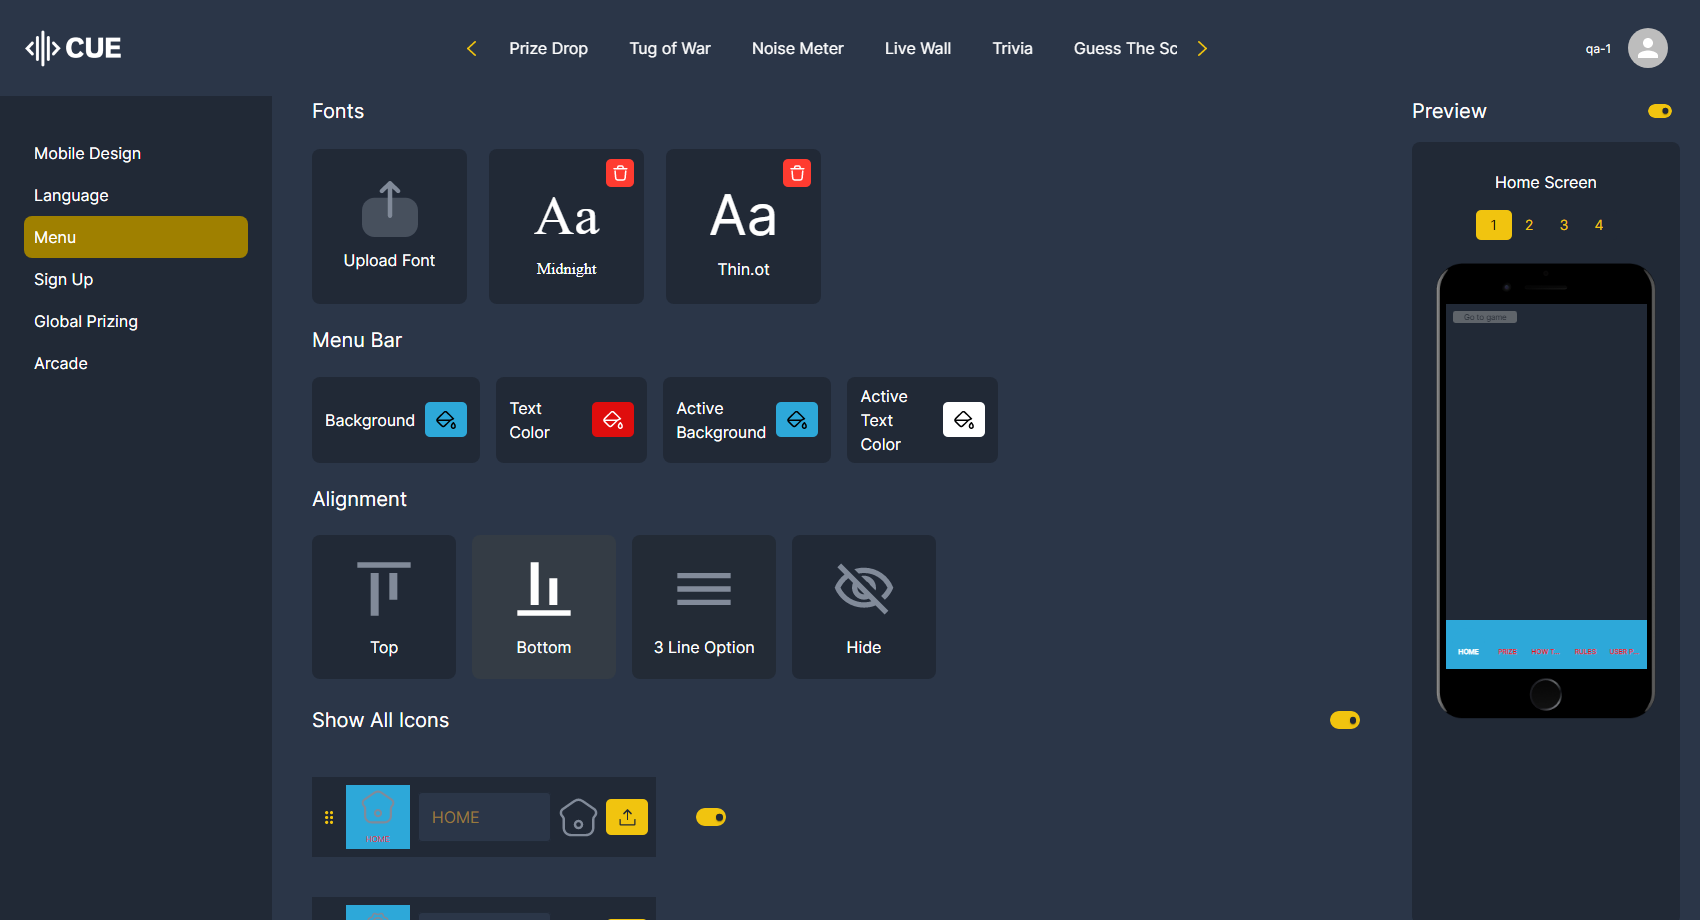 CUE
Prize Drop
Tug of War
Noise Meter
Live Wall
Trivia
Guess The Sc
qa-1
Mobile Design
Language
Menu
Sign Up
Global Prizing
Arcade
Fonts
Upload Font
Aa
Midnight
Aa
Thin.ot
Menu Bar
Background
Text
Color
Active
Background
Active
Text
Color
Alignment
Top
Bottom
3 Line Option
Hide
Show All Icons
HOME
HOME
Preview
Home Screen
1 2 3 4
Go to game
HOME PRIZE HOW T... RULES USER P...